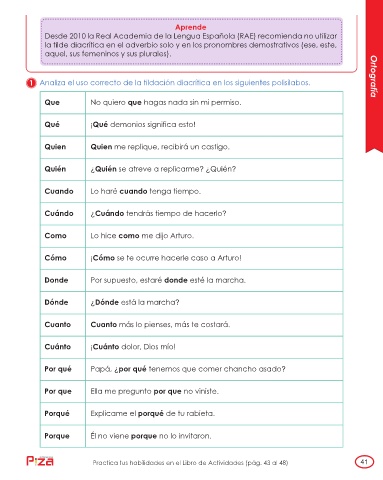 Aprende
Desde 2010 la Real Academia de la Lengua Española (RAE) recomienda no utilizar
la tilde diacrítica en el adverbio solo y en los pronombres demostrativos (ese, este,
aquel, sus femeninos y sus plurales).
Ortografía
1 Analiza el uso correcto de la tildación diacrítica en los siguientes polisílabos.
Que No quiero que hagas nada sin mi permiso.
Qué ¡Qué demonios significa esto!
Quien Quien me replique, recibirá un castigo.
Quién ¿Quién se atreve a replicarme? ¿Quién?
Cuando Lo haré cuando tenga tiempo.
Cuándo ¿Cuándo tendrás tiempo de hacerlo?
Como Lo hice como me dijo Arturo.
Cómo ¡Cómo se te ocurre hacerle caso a Arturo!
Donde Por supuesto, estaré donde esté la marcha.
Dónde ¿Dónde está la marcha?
Cuanto Cuanto más lo pienses, más te costará.
Cuánto ¡Cuánto dolor, Dios mío!
Por qué Papá, ¿por qué tenemos que comer chancho asado?
Por que Ella me pregunto por que no viniste.
Porqué Explícame el porqué de tu rabieta.
Porque Él no viene porque no lo invitaron.
Pıza Practica tus habilidades en el Libro de Actividades (pág. 43 al 48) 41